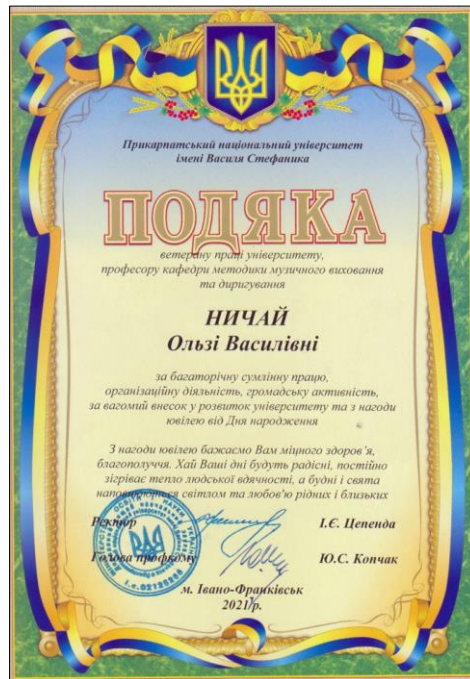 Прикарпатський національний університет
імені Василя Стефаника
ПОДЯКА
ветерану праці університету,
професору кафедри методики музичного виховання
та диригування
НИЧАЙ
Ользі Василівні
за багаторічну сумлінну працю,
організаційну діяльність, громадську активність,
за вагомий внесок у розвиток університету та з нагоди
ювілею від Дня народження
З нагоди ювілею бажаємо Вам міцного здоров'я,
благополуччя. Хай Ваші дні будуть радісні, постійно
зігріває тепло людської вдячності, а будні і свята
наповнюються світлом та любов'ю рідних і близьких
Ректор І.Є. Цепенда
Голова профкому Ю.С. Копчак
м. Івано-Франківськ
2021 р.